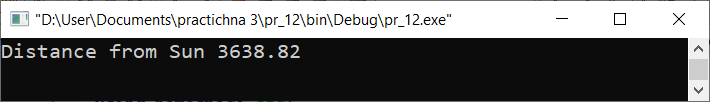 "D:\User\Documents\practichna 3\pr_12\bin\Debug\pr_12.exe"
Distance from Sun 3638.82